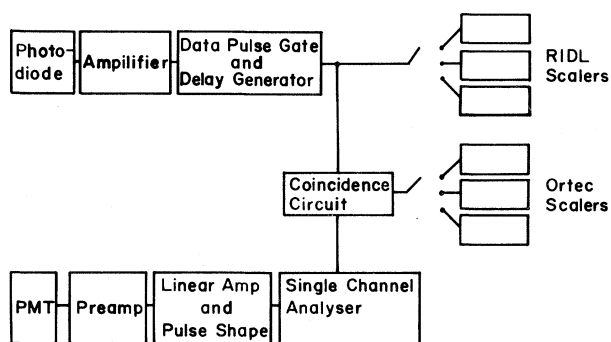 Photo-
diode
Ampilifier
Data Pulse Gate
and
Delay Generator
RIDL
Scalers
Coincidence
Circuit
Ortec
Scalers
PMT
Preamp
Linear Amp
and
Pulse Shape
Single Channel
Analyser